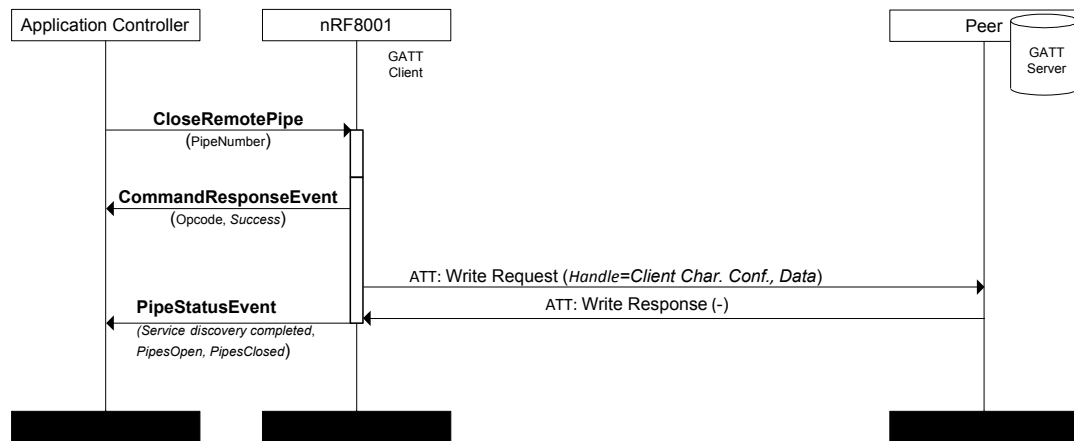 Application Controller
nRF8001
Peer
GATT
Client
GATT
Server
CloseRemotePipe
(PipeNumber)
CommandResponseEvent
(Opcode, Success)
ATT: Write Request (Handle=Client Char. Conf., Data)
ATT: Write Response (-)
PipeStatusEvent
(Service discovery completed,
PipesOpen, PipesClosed)